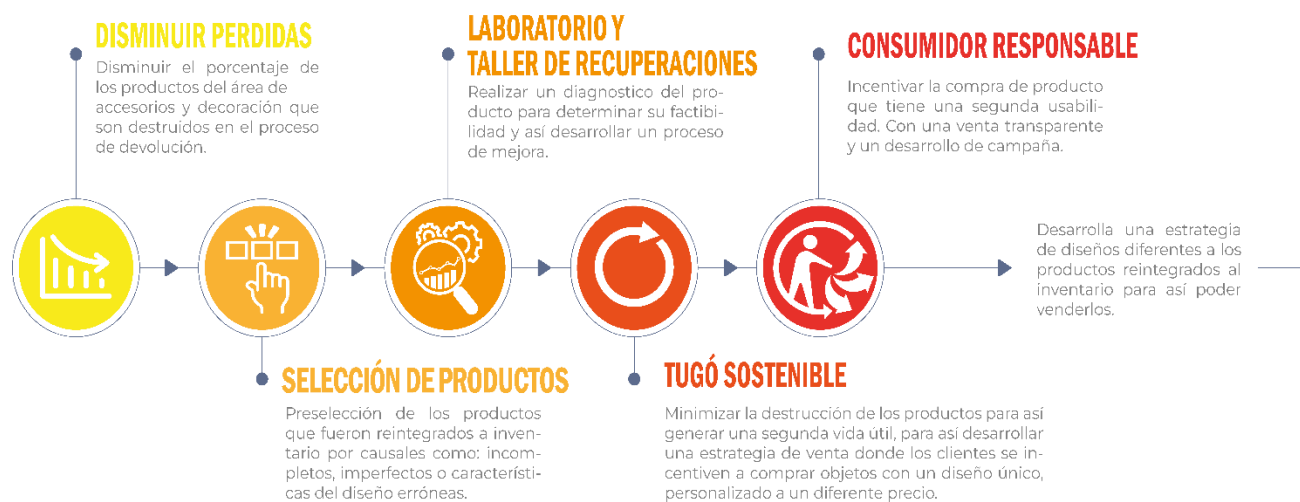 DISMINUIR PERDIDAS
Disminuir el porcentaje de
los productos del área de
accesorios y decoración que
son destruídos en el proceso
de devolución.
SELECCIÓN DE PRODUCTOS
Preselección de los productos
que fueron reintegrados a inven-
tario por causales como: incom-
pletos, imperfectos o característi-
cas del diseño erróneas.
LABORATORIO Y
TALLER DE RECUPERACIONES
Realizar un diagnostico del pro-
ducto para determinar su factibi-
lidad y así desarrollar un proceso
de mejora.
TUGÓ SOSTENIBLE
Minimizar la destrucción de los productos para así
generar una segunda vida útil, para así desarrollar
una estrategia de venta donde los clientes se in-
centiven a comprar objetos con un diseño único,
personalizado a un diferente precio.
CONSUMIDOR RESPONSABLE
Incentivar la compra de producto
que tiene una segunda usabili-
dad. Con una venta transparente
y un desarrollo de campaña.
Desarrolla una estrategia
de diseños diferentes a los
productos reintegrados al
inventario para así poder
venderlos.